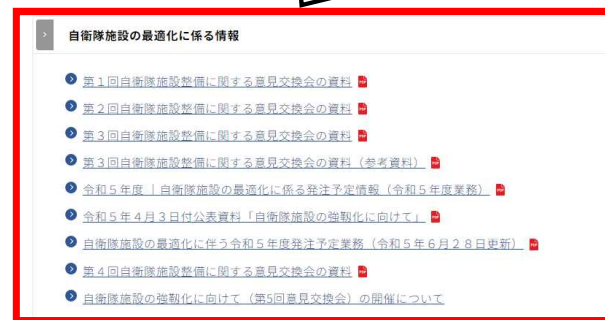 自衛隊施設の最適化に係る情報
第1回自衛隊施設整備に関する意見交換会の資料
第2回自衛隊施設整備に関する意見交換会の資料
第3回自衛隊施設整備に関する意見交換会の資料
第3回自衛隊施設整備に関する意見交換会の資料（参考資料）
令和5年度｜自衛隊施設の最適化に係る発注予定情報（令和5年度業務）
令和5年4月3日付公表資料「自衛隊施設の強靱化に向けて」
自衛隊施設の最適化に伴う令和5年度発注予定業務（令和5年6月28日更新）
第4回自衛隊施設整備に関する意見交換会の資料
自衛隊施設の強靱化に向けて（第5回意見交換会）の開催について